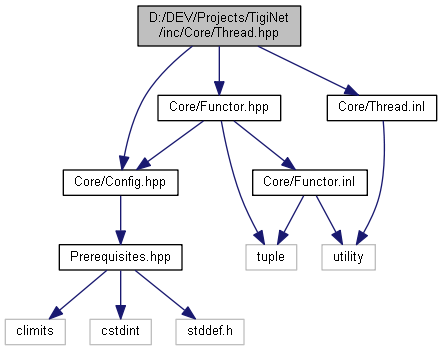 D:/DEV/Projects/TigiNet
/inc/Core/Thread.hpp
Core/Functor.hpp
Core/Thread.inl
Core/Config.hpp
Core/Functor.inl
Prerequisites.hpp
tuple
utility
climits
cstdint
stddef.h